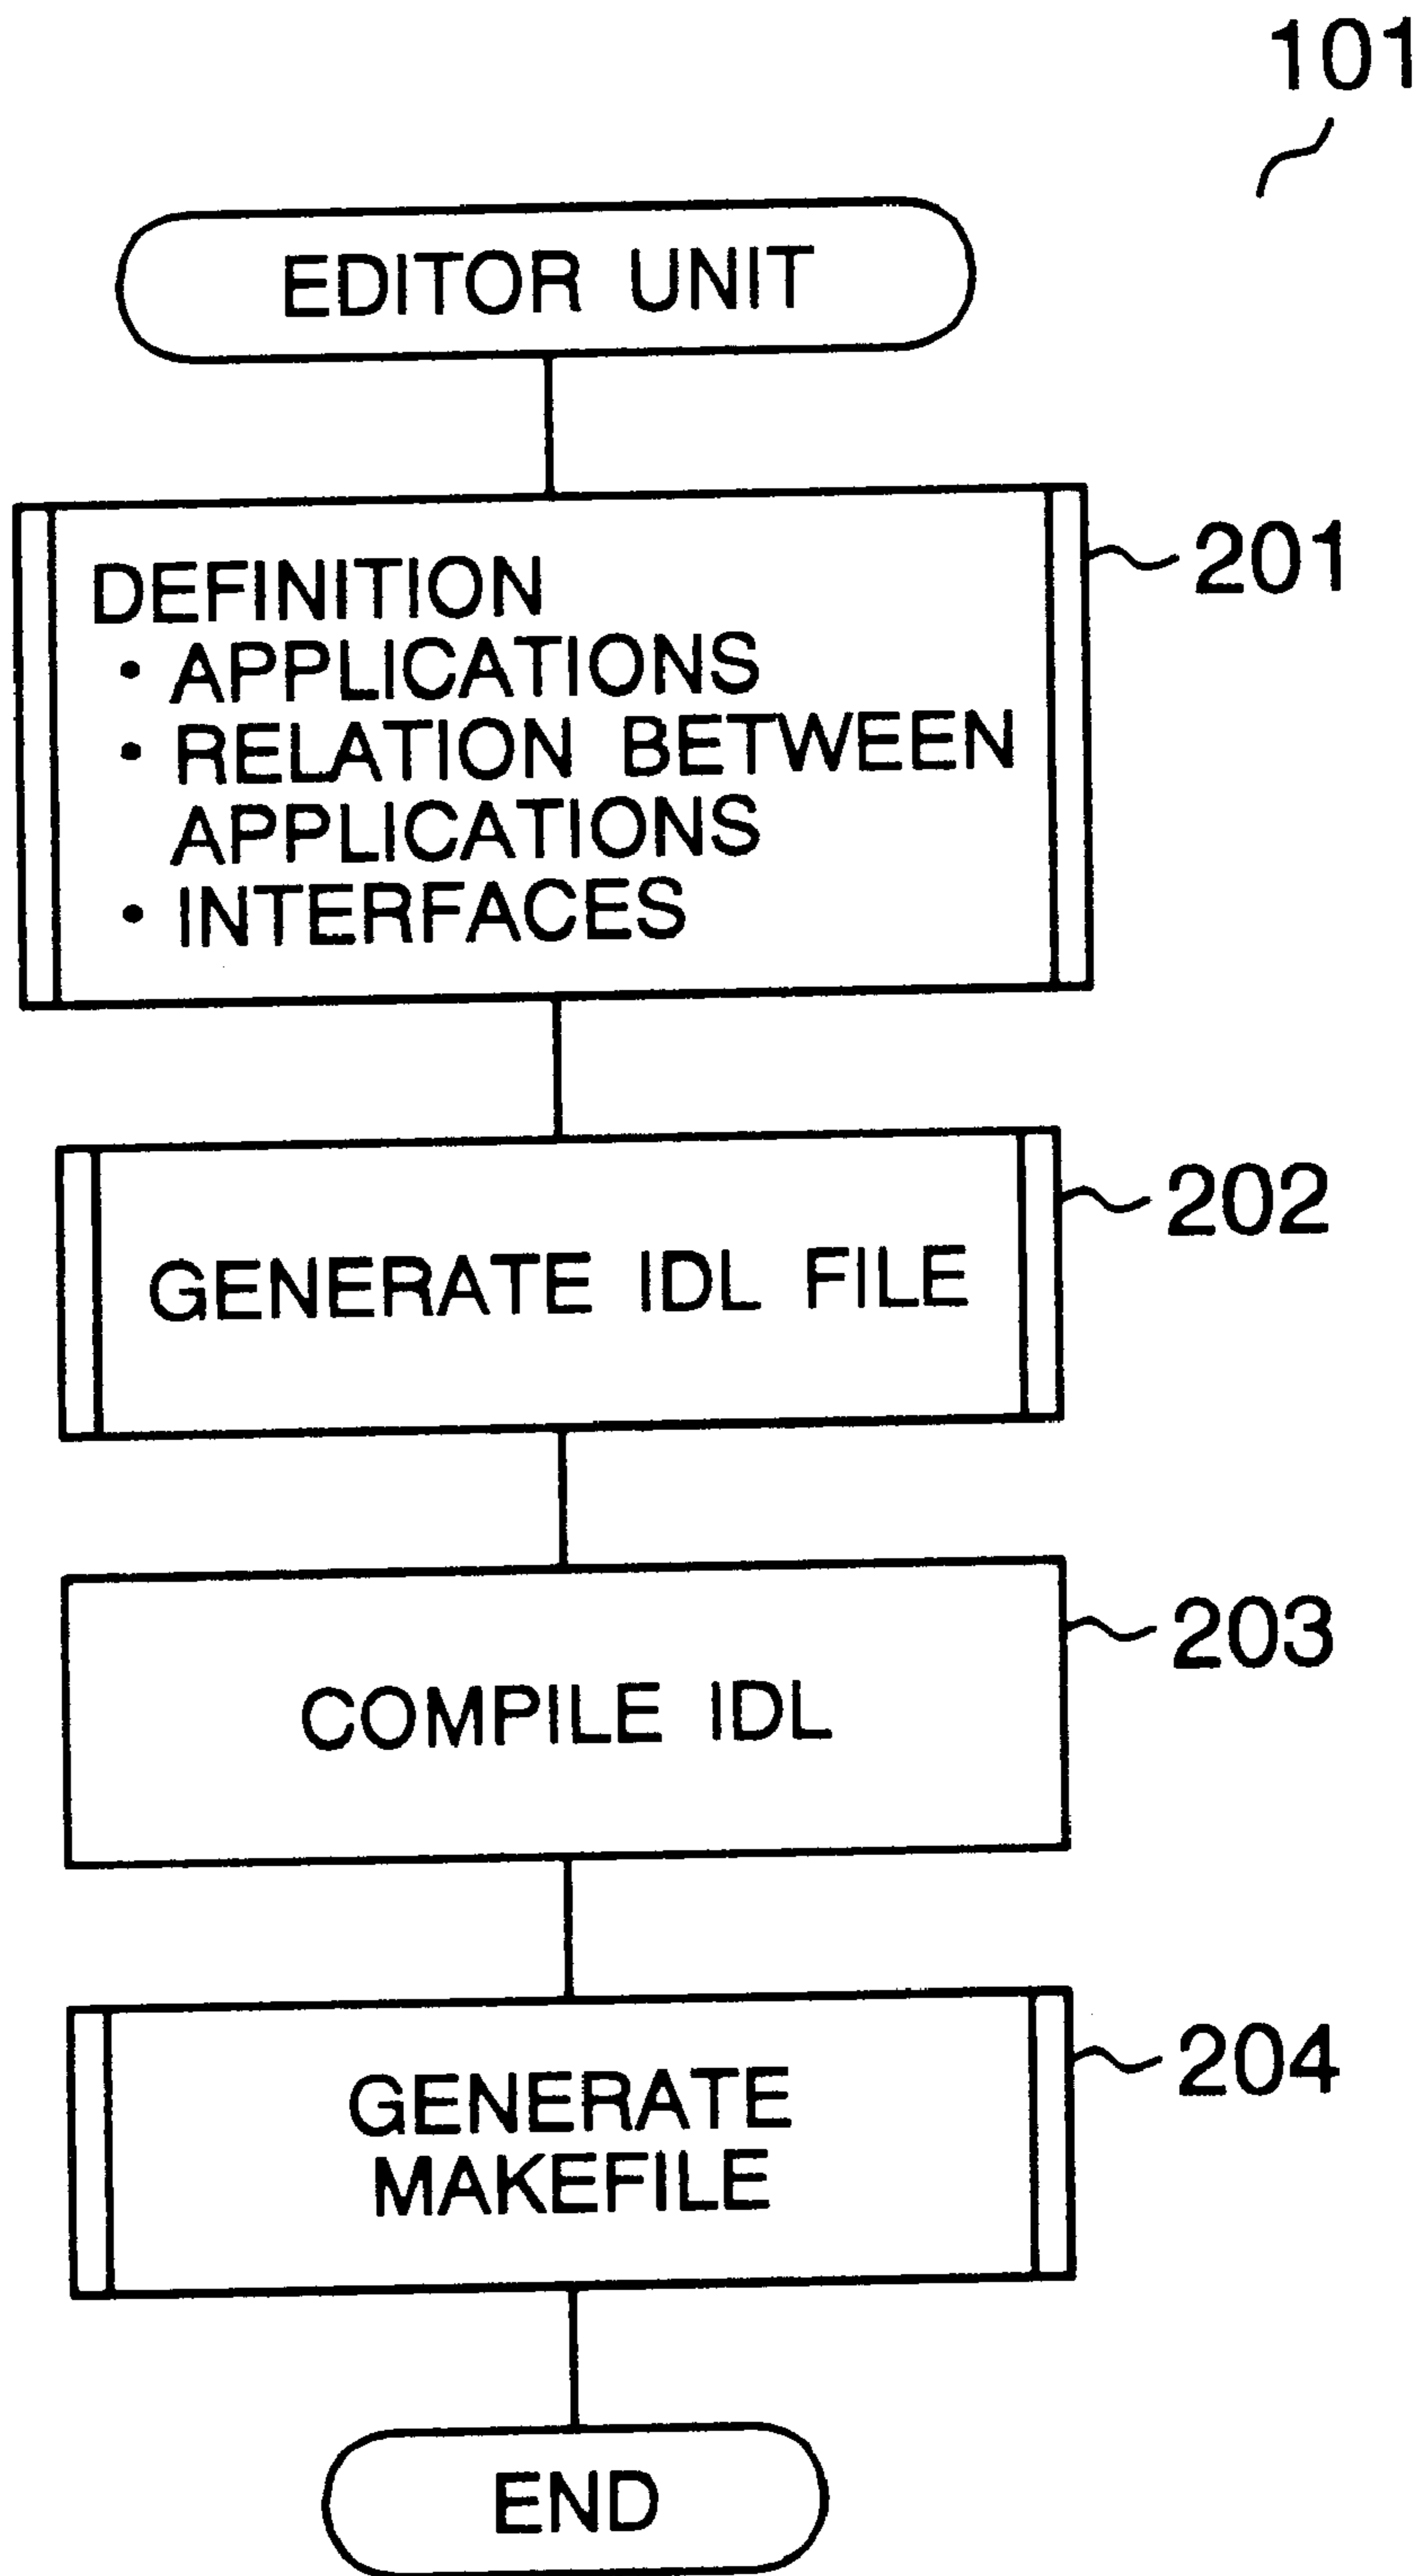 101
EDITOR UNIT
201
DEFINITION
• APPLICATIONS
• RELATION BETWEEN
APPLICATIONS
• INTERFACES
202
GENERATE IDL FILE
203
COMPILE IDL
204
GENERATE
MAKEFILE
END